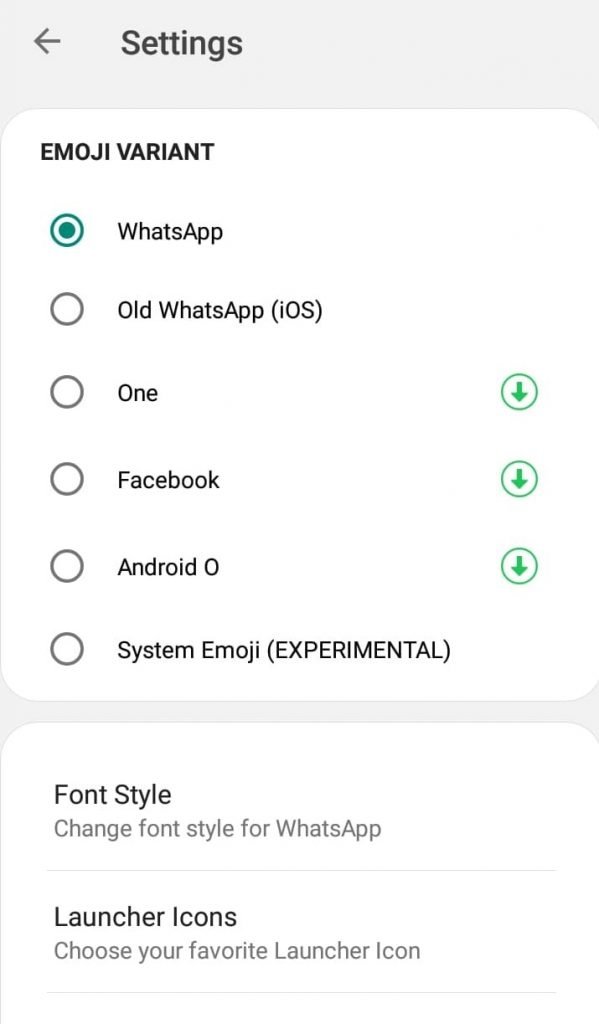 Settings
EMOJI VARIANT
WhatsApp
Old WhatsApp (iOS)
One
Facebook
Android O
System Emoji (EXPERIMENTAL)
Font Style
Change font style for WhatsApp
Launcher Icons
Choose your favorite Launcher Icon